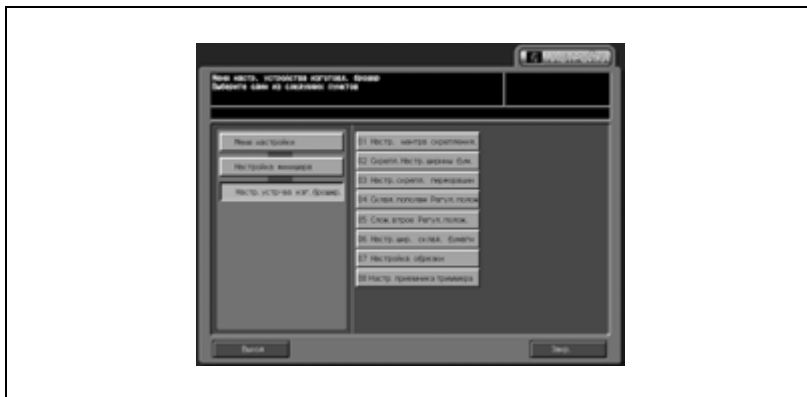 Меню настр. устройства изготовл. брошюр
Выберите один из следующих пунктов
Меню настройки
Настройка финишера
Настр.устр-ва изг.брошюр.
01 Настр. центра скрепления.
02 Скрепл.Настр.ширины бум.
03 Настр.скрепл. перфорации
04 Склад.пополам Регул.полож
05 Слож.втрое Регул.полож.
06 Настр.шир. склад. бумаги
07 Настройка обрезки
08 Настр. приемника триммера
Выход
Закр.